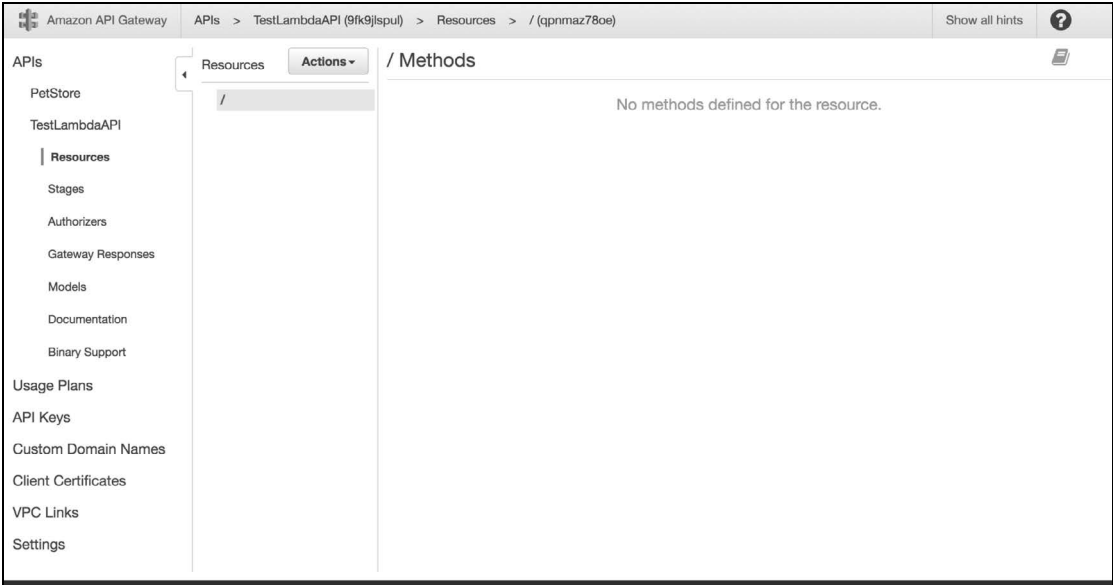 Amazon API Gateway APIs > TestLambdaAPI (9fk9jlspul) > Resources > / (qpnmaz78oe) Show all hints ?
APIs
PetStore
TestLambdaAPI
Resources
Stages
Authorizers
Gateway Responses
Models
Documentation
Binary Support
Usage Plans
API Keys
Custom Domain Names
Client Certificates
VPC Links
Settings
Resources Actions
/
/ Methods
No methods defined for the resource.